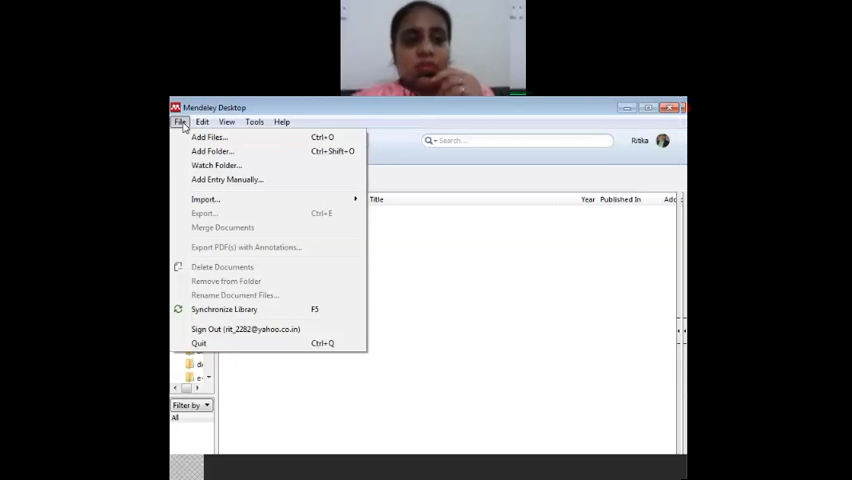 Mendeley Desktop
File Edit View Tools Help
Add Files... Ctrl+O
Add Folder... Ctrl+Shift+O
Watch Folder...
Add Entry Manually...
Import...
Export... Ctrl+E
Merge Documents
Export PDF(s) with Annotations...
Delete Documents
Remove from Folder
Rename Document Files...
Synchronize Library F5
Sign Out (rit_2282@yahoo.co.in)
Quit Ctrl+Q
Search...
Ritika
Title Year Published In
Filter by
All